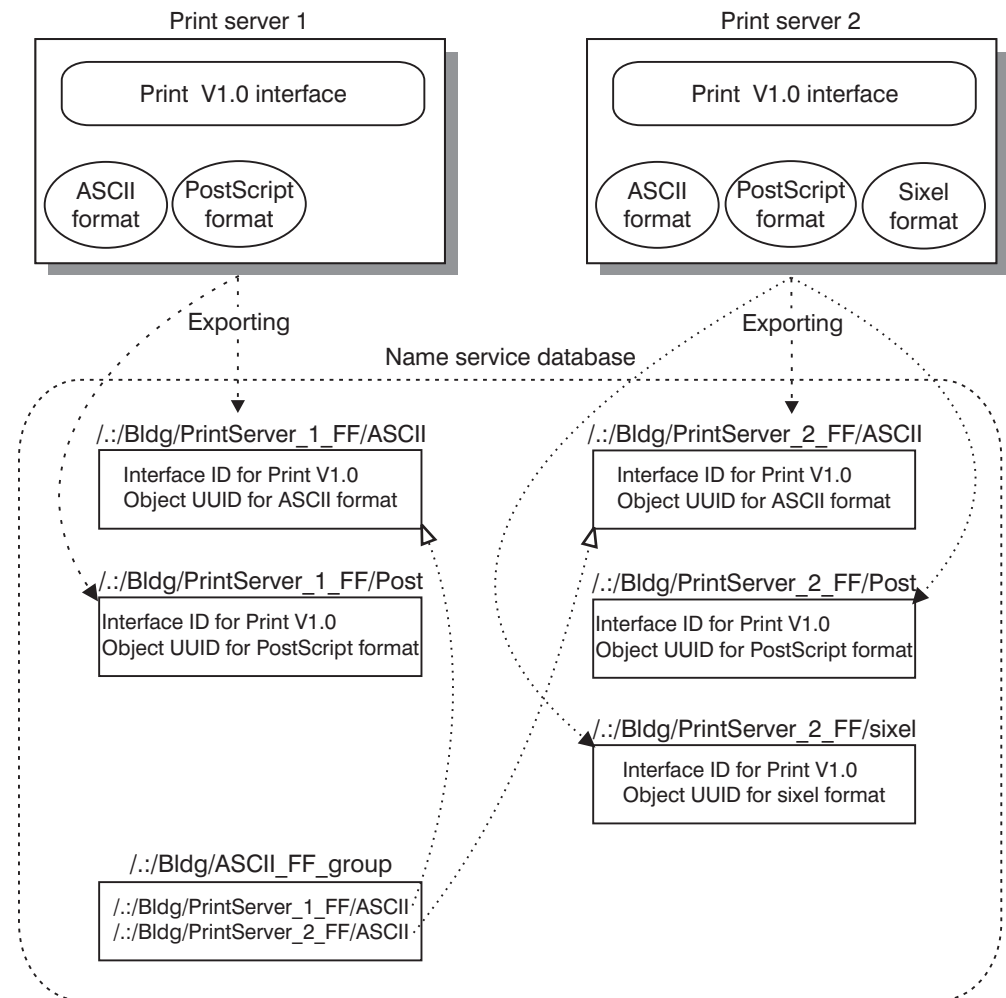 Print server 1
Print server 2
Print V1.0 interface
Print V1.0 interface
ASCII
format
PostScript
format
ASCII
format
PostScript
format
Sixel
format
Exporting
Exporting
Name service database
/.:/Bldg/PrintServer_1_FF/ASCII
Interface ID for Print V1.0
Object UUID for ASCII format
/.:/Bldg/PrintServer_2_FF/ASCII
Interface ID for Print V1.0
Object UUID for ASCII format
/.:/Bldg/PrintServer_1_FF/Post
Interface ID for Print V1.0
Object UUID for PostScript format
/.:/Bldg/PrintServer_2_FF/Post
Interface ID for Print V1.0
Object UUID for PostScript format
/.:/Bldg/PrintServer_2_FF/sixel
Interface ID for Print V1.0
Object UUID for sixel format
/.:/Bldg/ASCII_FF_group
/.:/Bldg/PrintServer_1_FF/ASCII
/.:/Bldg/PrintServer_2_FF/ASCII